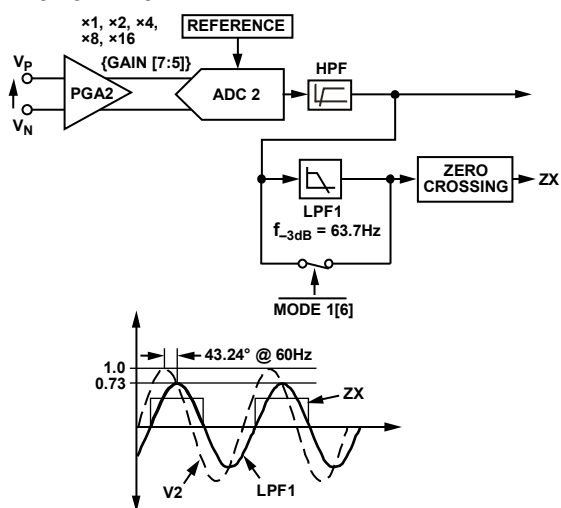 ×1, ×2, ×4,
×8, ×16
REFERENCE
{GAIN [7:5]}
HPF
VP
PGA2
ADC 2
VN
ZERO
CROSSING
ZX
LPF1
f–3dB = 63.7Hz
MODE 1[6]
43.24° @ 60Hz
1.0
0.73
ZX
V2
LPF1